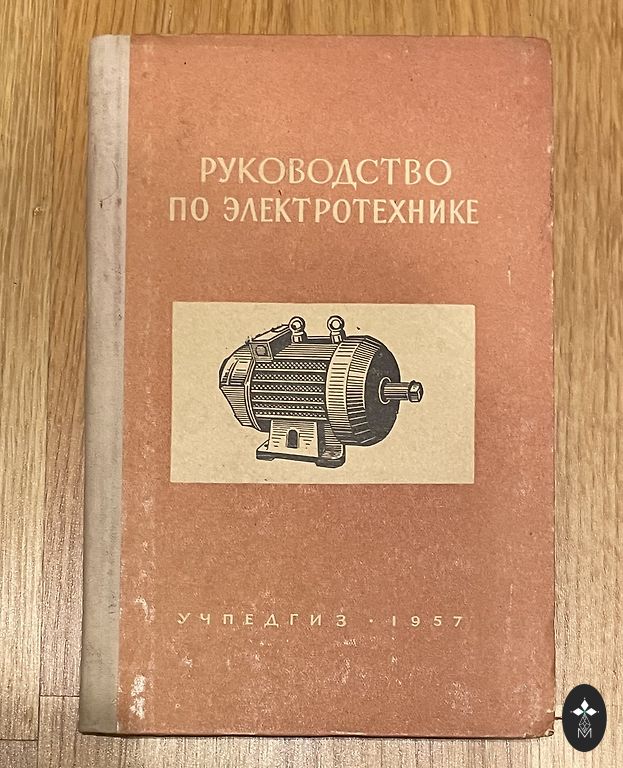 РУКОВОДСТВО
ПО ЭЛЕКТРОТЕХНИКЕ
УЧПЕДГИЗ · 1957